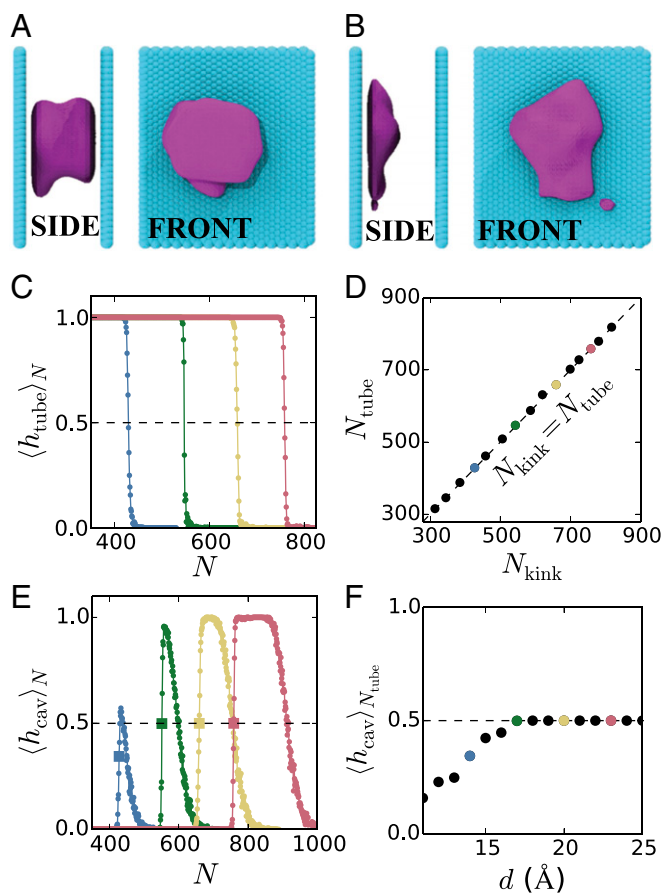 A
B
SIDE
FRONT
SIDE
FRONT
C
1.0
0.5
0.0
400
600
800
N
⟨h_tube⟩_N
D
900
700
500
300
300
500
700
900
N_kink
N_tube
N_kink = N_tube
E
1.0
0.5
0.0
400
600
800
1000
N
⟨h_cav⟩_N
F
1.0
0.5
0.0
15
20
25
d (Å)
⟨h_cav⟩_N_tube